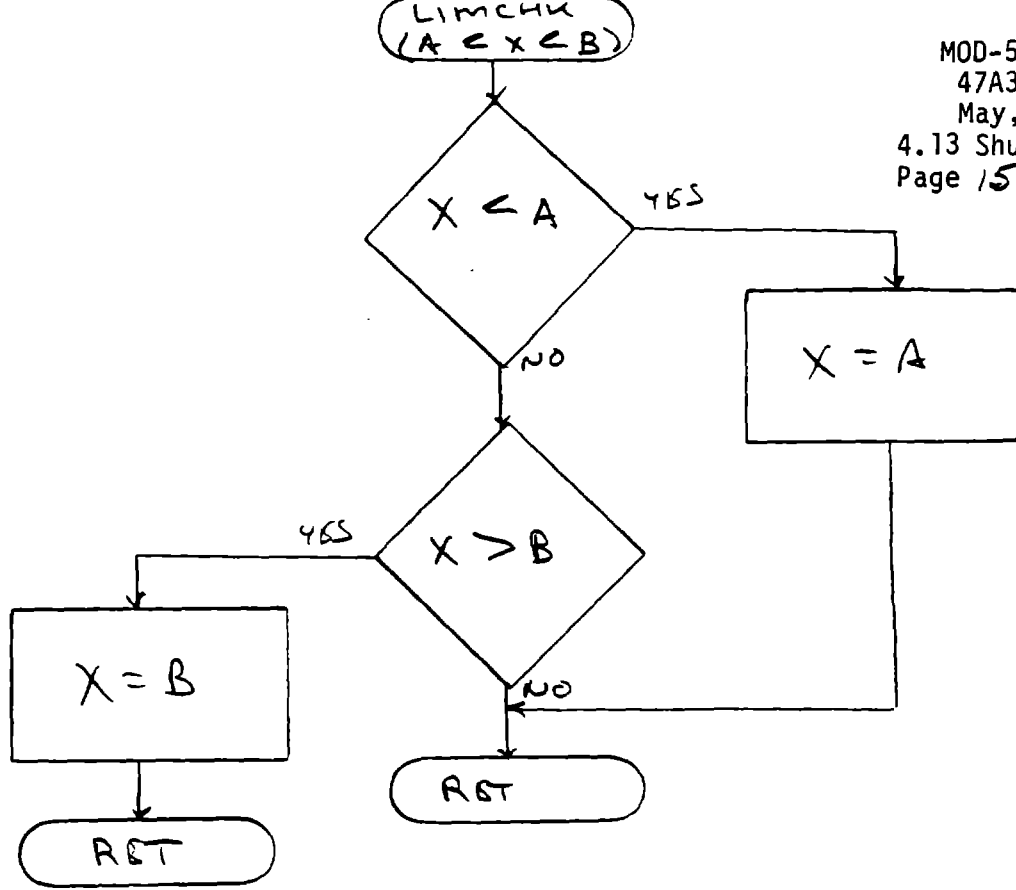 LIMCHK
(A < X < B)
MOD-5
47A3
May,
4.13 Shu
Page 15
X < A
YES
NO
X = A
X > B
YES
NO
X = B
RET
RET